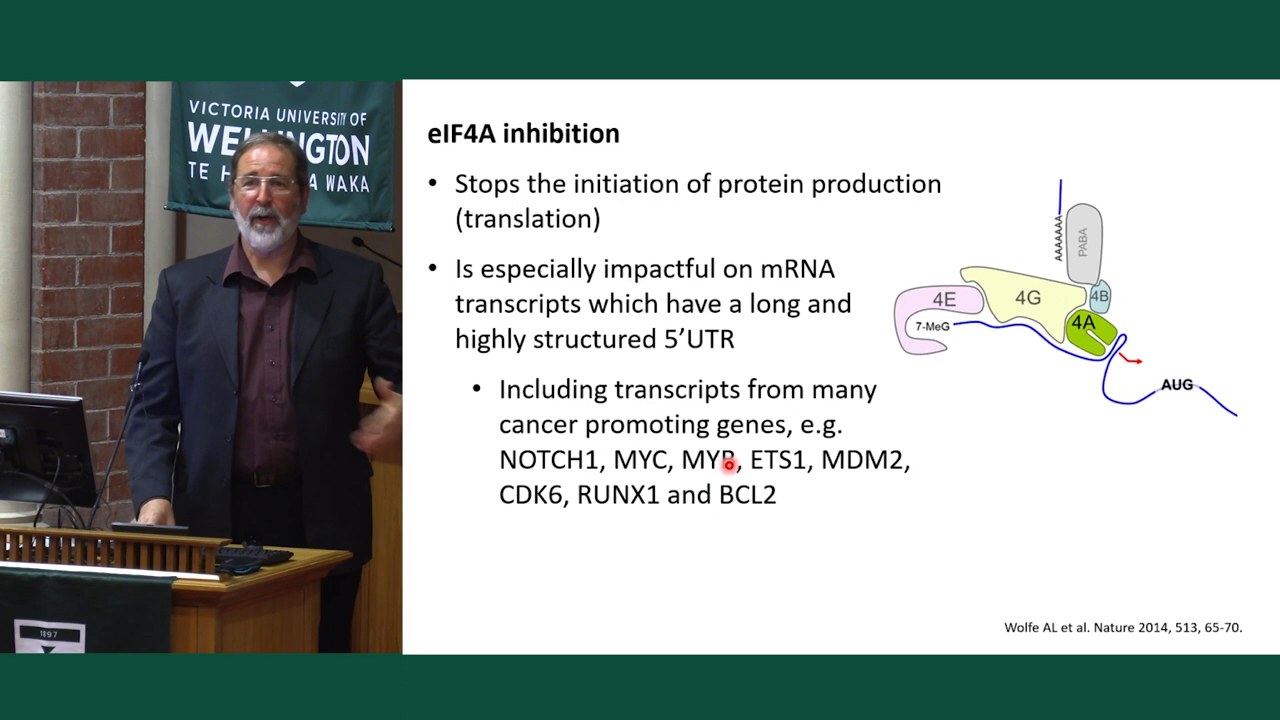 VICTORIA UNIVERSITY OF
WELLINGTON
TE H A WAKA
1897
eIF4A inhibition
• Stops the initiation of protein production
(translation)
• Is especially impactful on mRNA
transcripts which have a long and
highly structured 5’UTR
• Including transcripts from many
cancer promoting genes, e.g.
NOTCH1, MYC, MYB, ETS1, MDM2,
CDK6, RUNX1 and BCL2
AAAAAAA
PABA
4E
4G
4B
4A
7-MeG
AUG
Wolfe AL et al. Nature 2014, 513, 65-70.